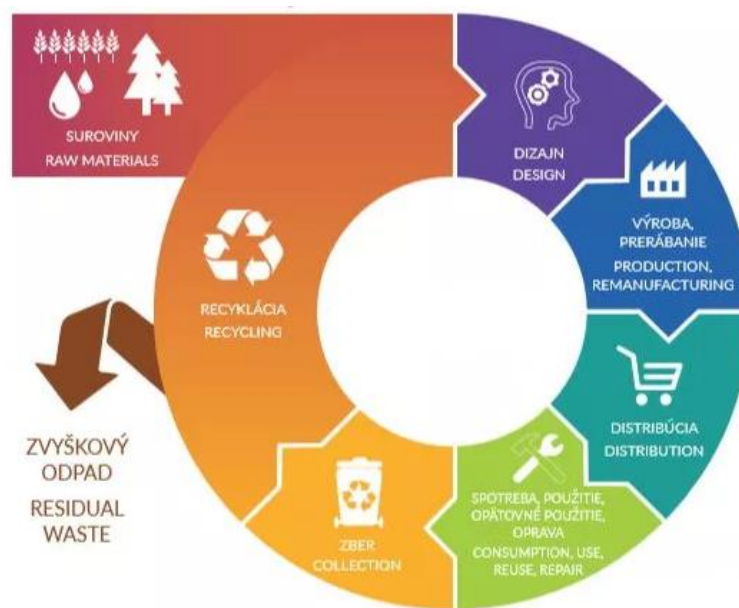 SUROVINY
RAW MATERIALS
DIZAJN
DESIGN
VÝROBA,
PRERÁBANIE
PRODUCTION,
REMANUFACTURING
DISTRIBÚCIA
DISTRIBUTION
SPOTREBA, POUŽITIE,
OPÄTOVNÉ POUŽITIE,
OPRAVA
CONSUMPTION, USE,
REUSE, REPAIR
ZBER
COLLECTION
RECYKLÁCIA
RECYCLING
ZVYŠKOVÝ
ODPAD
RESIDUAL
WASTE